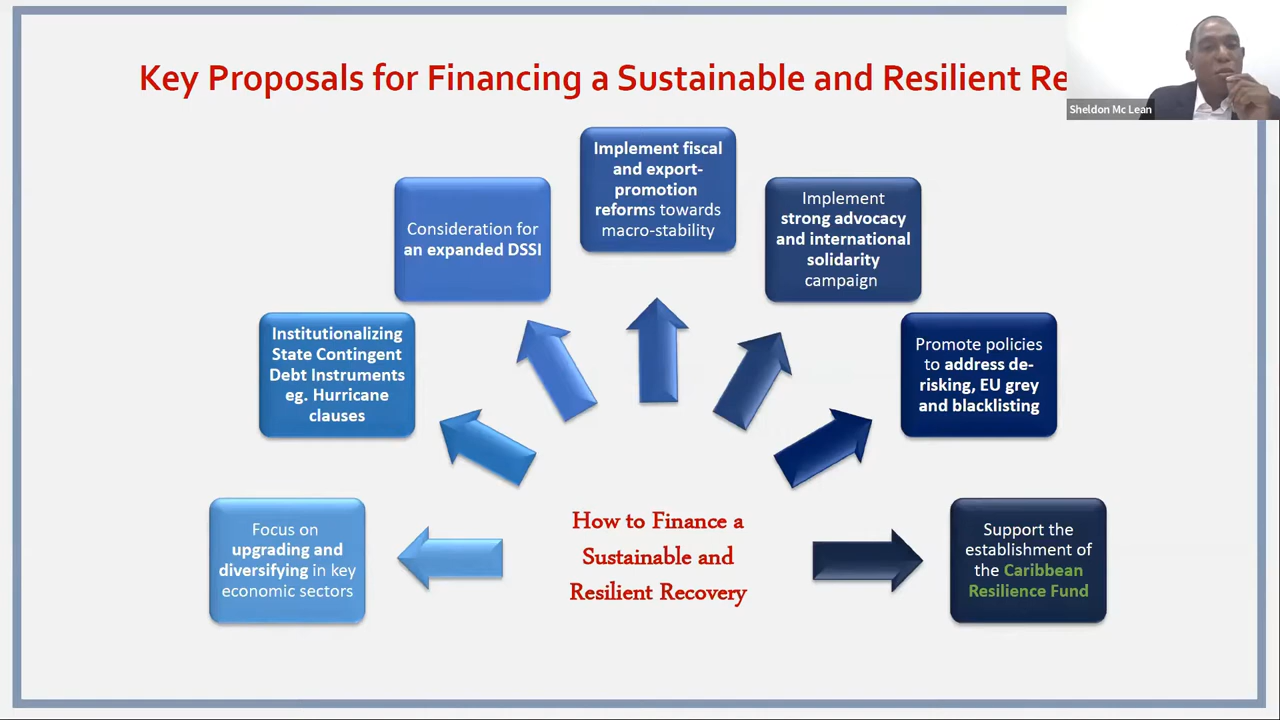 Key Proposals for Financing a Sustainable and Resilient Re
Sheldon Mc Lean
Implement fiscal
and export-
promotion
reforms towards
macro-stability
Consideration for
an expanded DSSI
Implement
strong advocacy
and international
solidarity
campaign
Institutionalizing
State Contingent
Debt Instruments
eg. Hurricane
clauses
Promote policies
to address de-
risking, EU grey
and blacklisting
Focus on
upgrading and
diversifying in key
economic sectors
How to Finance a
Sustainable and
Resilient Recovery
Support the
establishment of
the Caribbean
Resilience Fund